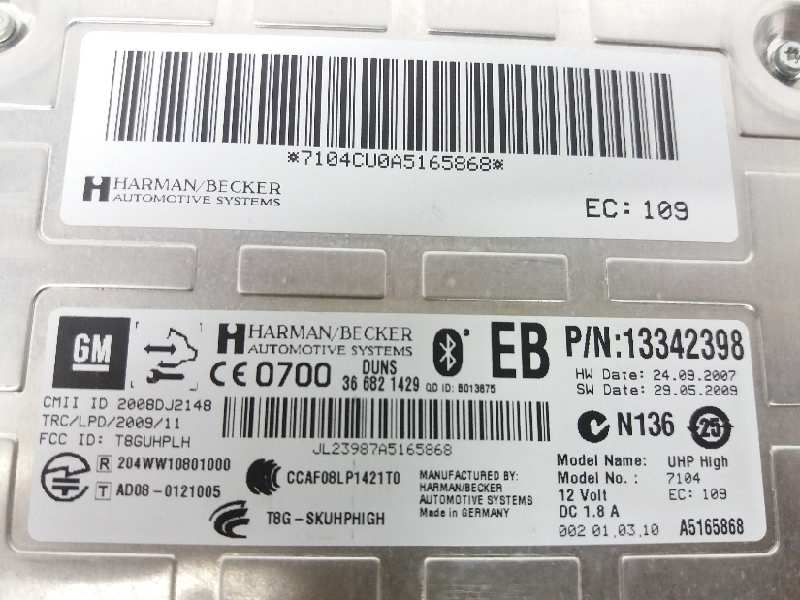 *7104CU0A5165868*
HARMAN/BECKER
AUTOMOTIVE SYSTEMS
EC: 109
GM
HARMAN/BECKER
AUTOMOTIVE SYSTEMS
EB
P/N:13342398
CE 0700
DUNS
36 682 1429
QD ID: B013675
HW Date: 24.09.2007
SW Date: 29.05.2009
CMII ID 2008DJ2148
TRC/LPD/2009/11
FCC ID: T8GUHPLH
JL23987A5165868
N136
25
R 204WW10801000
T AD08-0121005
CCAF08LP1421T0
T8G-SKUHPHIGH
MANUFACTURED BY:
HARMAN/BECKER
AUTOMOTIVE SYSTEMS
Made in GERMANY
Model Name: UHP High
Model No.: 7104
12 Volt EC: 109
DC 1.8 A
002 01.03.10 A5165868